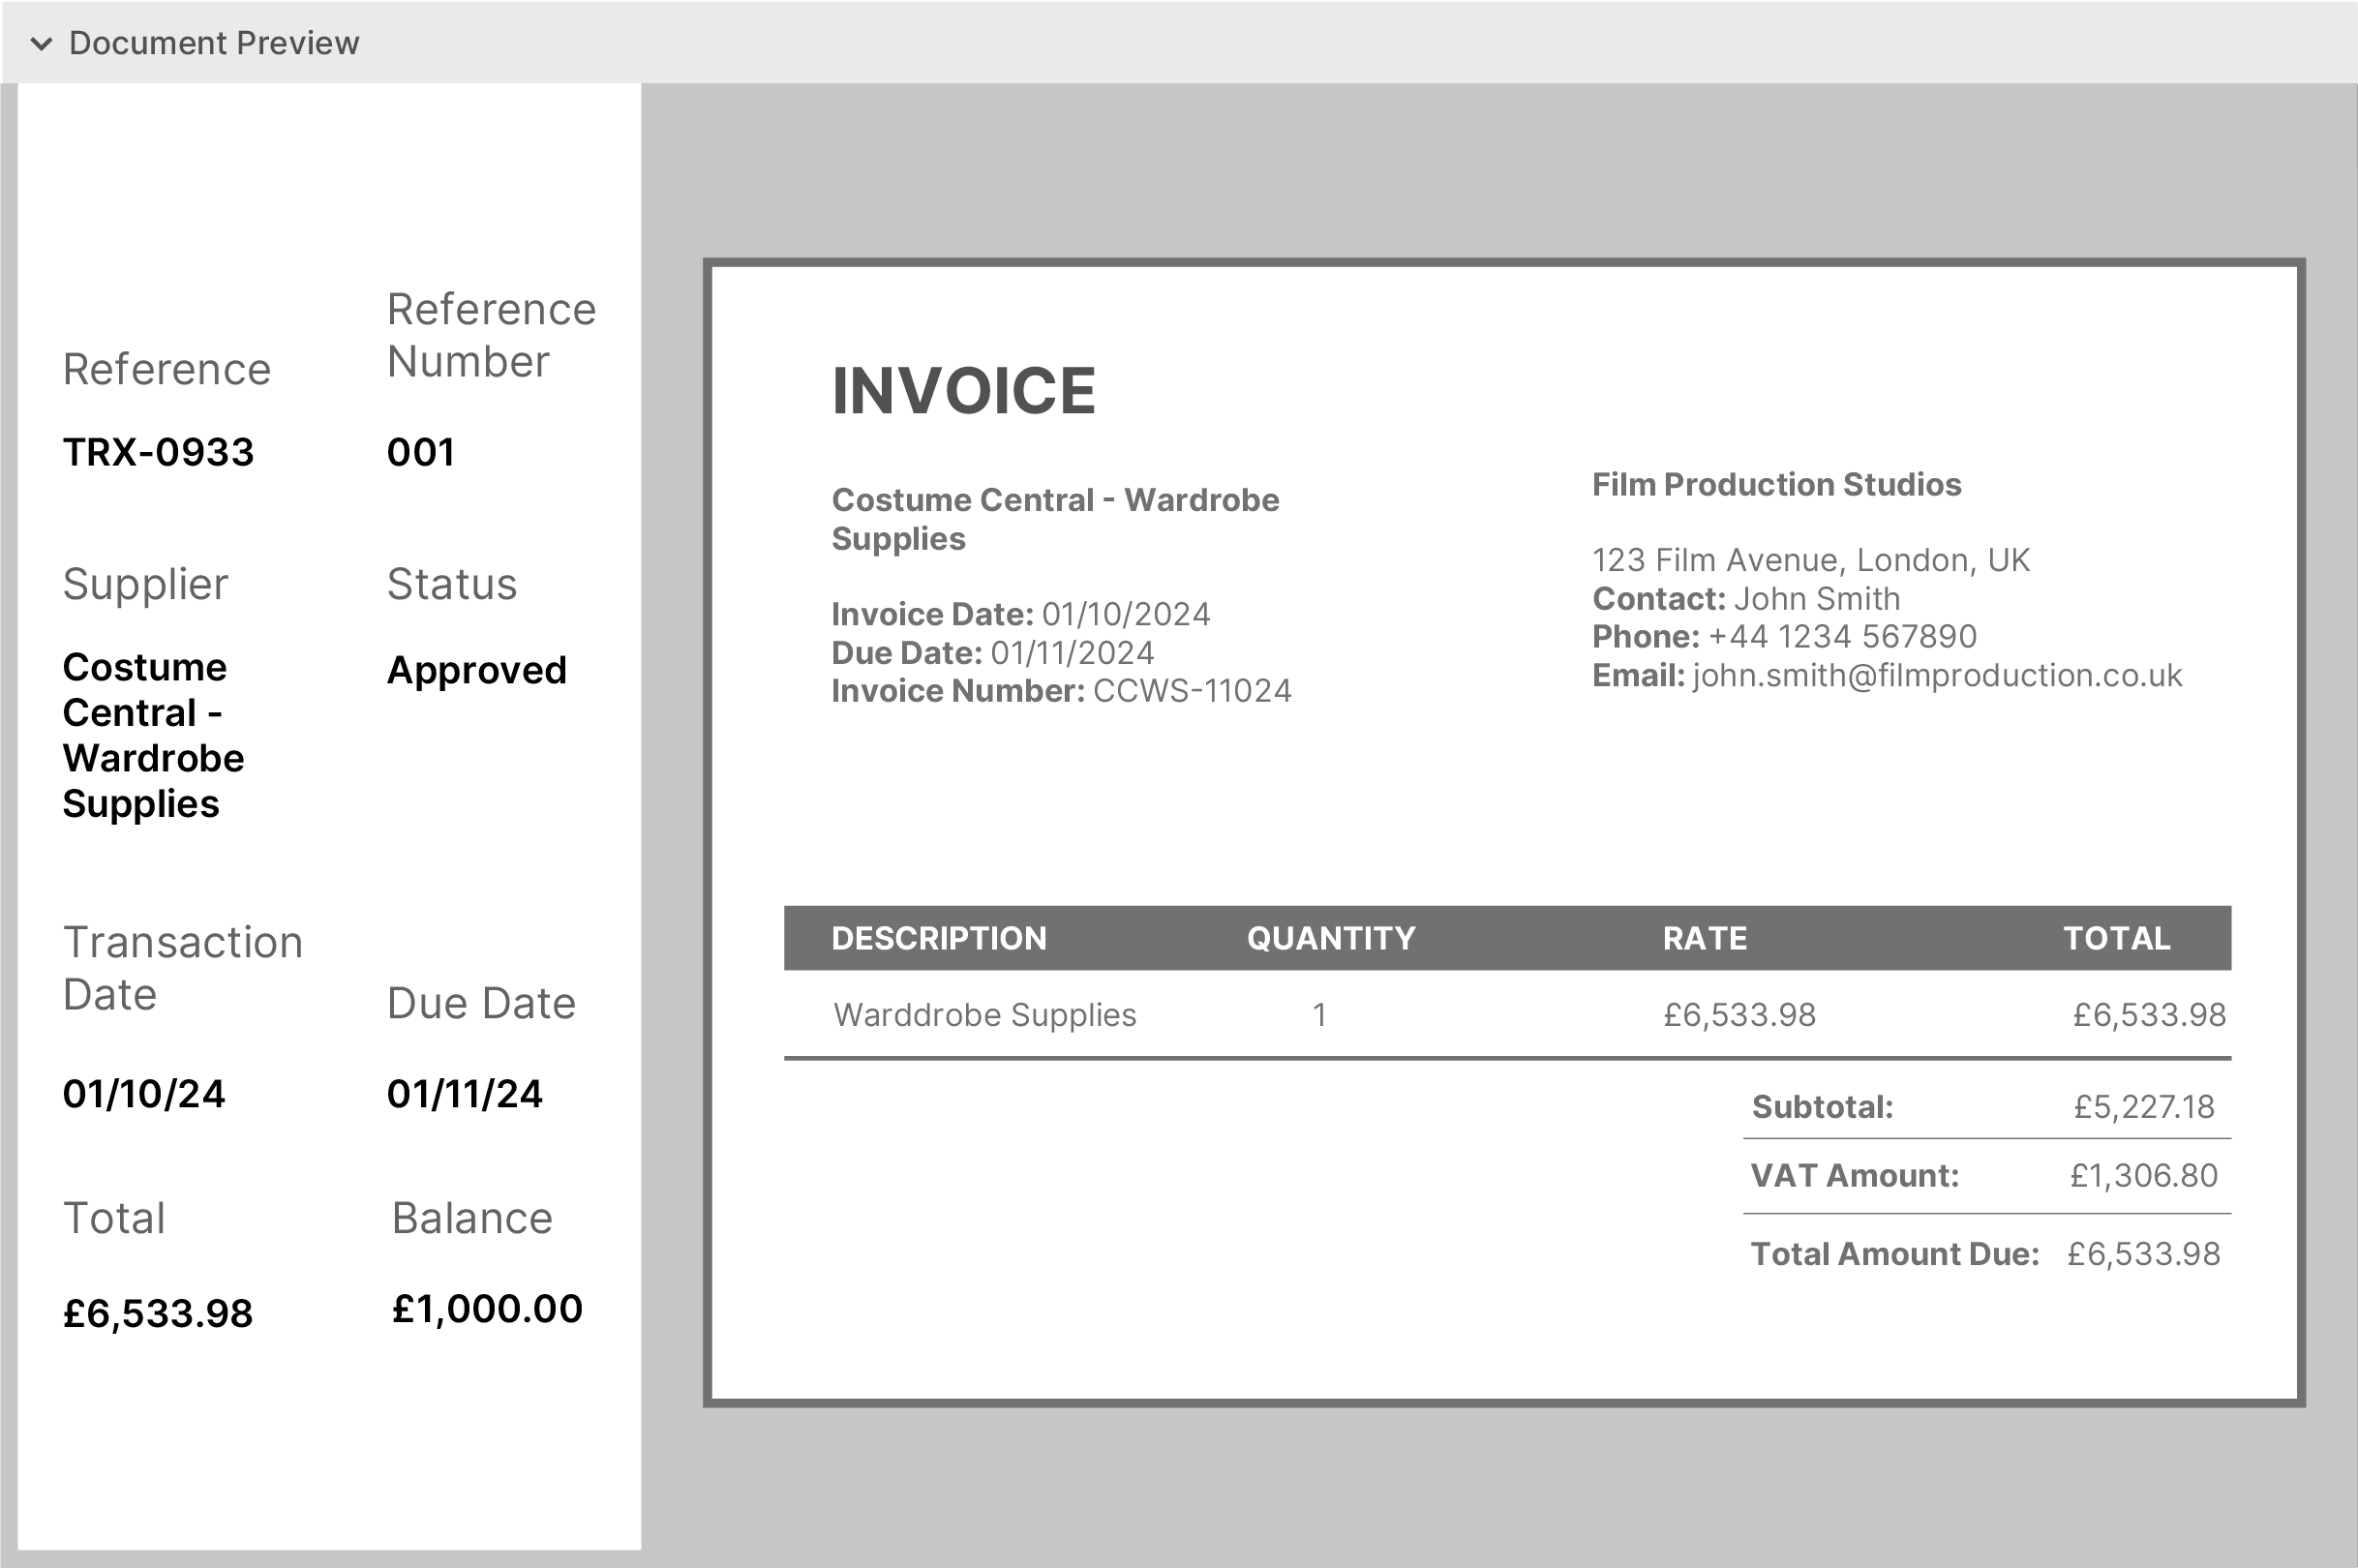 Document Preview
Reference
Reference
Number
TRX-0933
001
Supplier
Status
Costume
Central -
Wardrobe
Supplies
Approved
Transaction
Date
Due Date
01/10/24
01/11/24
Total
Balance
£6,533.98
£1,000.00
INVOICE
Costume Central - Wardrobe
Supplies
Invoice Date: 01/10/2024
Due Date: 01/11/2024
Invoice Number: CCWS-11024
Film Production Studios
123 Film Avenue, London, UK
Contact: John Smith
Phone: +44 1234 567890
Email: john.smith@filmproduction.co.uk
DESCRIPTION QUANTITY RATE TOTAL
Warddrobe Supplies 1 £6,533.98 £6,533.98
Subtotal: £5,227.18
VAT Amount: £1,306.80
Total Amount Due: £6,533.98